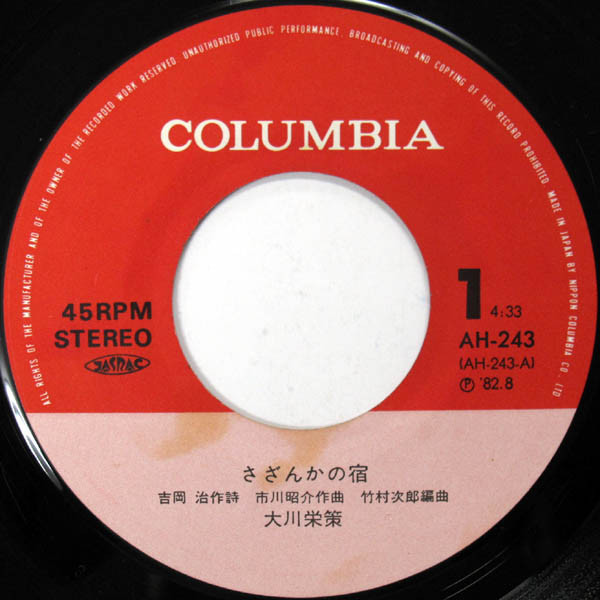 ALL RIGHTS OF THE MANUFACTURER AND OF THE OWNER OF THE RECORDED WORK RESERVED. UNAUTHORIZED PUBLIC PERFORMANCE, BROADCASTING AND COPYING OF THIS RECORD PROHIBITED. MADE IN JAPAN BY NIPPON COLUMBIA CO., LTD
COLUMBIA
45RPM
STEREO
JASRAC
1 4:33
AH-243
(AH-243-A)
Ⓟ '82.8
さざんかの宿
吉岡 治作詩 市川昭介作曲 竹村次郎編曲
大川栄策